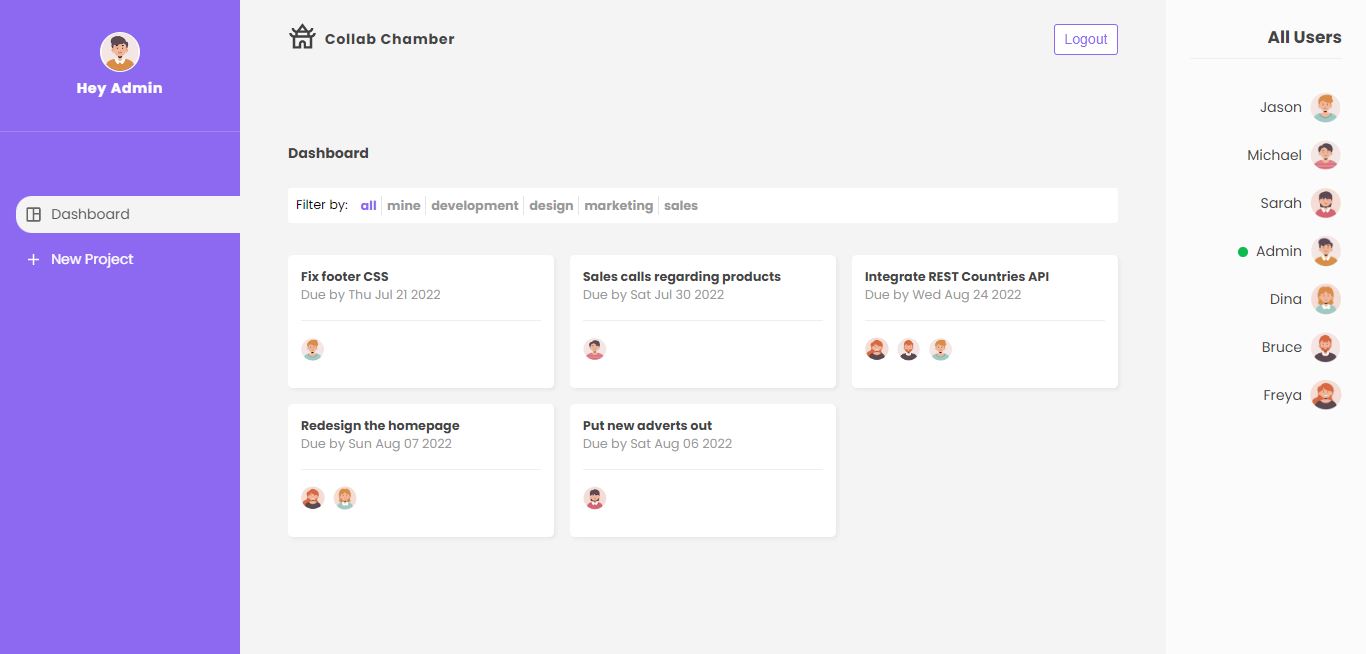 Hey Admin
Dashboard
New Project
Collab Chamber
Logout
Dashboard
Filter by: all mine development design marketing sales
Fix footer CSS
Due by Thu Jul 21 2022
Sales calls regarding products
Due by Sat Jul 30 2022
Integrate REST Countries API
Due by Wed Aug 24 2022
Redesign the homepage
Due by Sun Aug 07 2022
Put new adverts out
Due by Sat Aug 06 2022
All Users
Jason
Michael
Sarah
Admin
Dina
Bruce
Freya